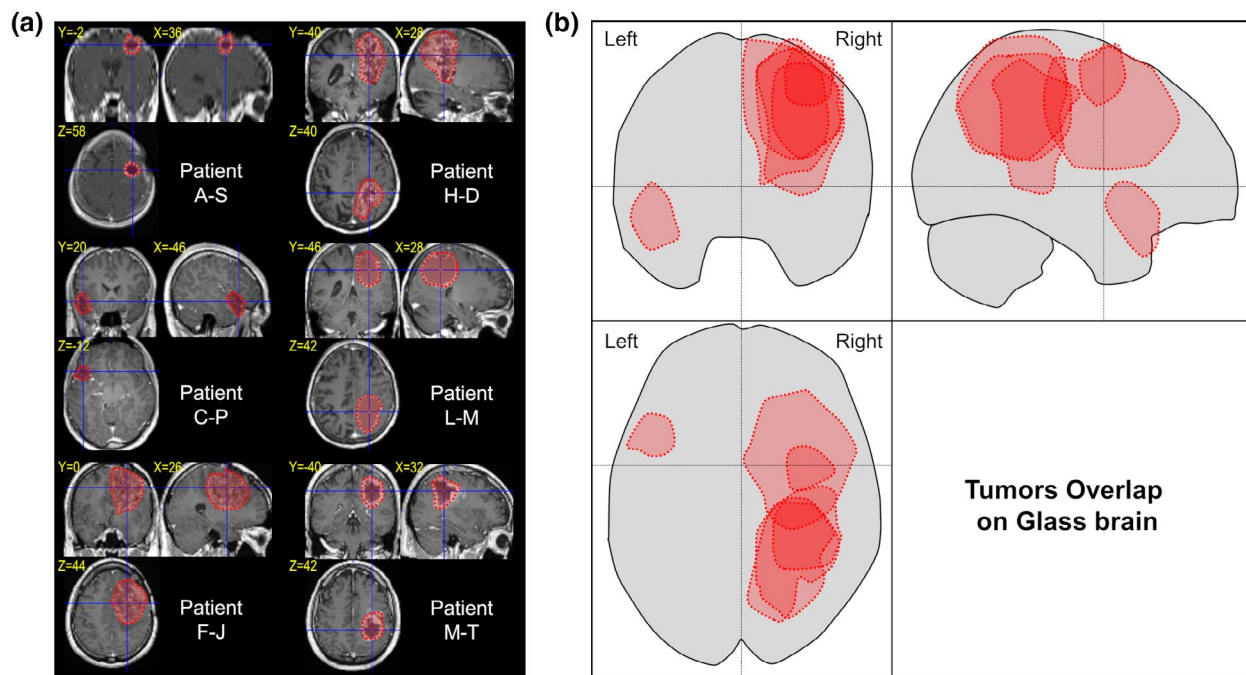 (a)
Y=-2 X=36
Z=58
Patient
A-S
Y=-40 X=28
Z=40
Patient
H-D
Y=20 X=-46
Z=-12
Patient
C-P
Y=-46 X=28
Z=42
Patient
L-M
Y=0 X=26
Z=44
Patient
F-J
Y=-40 X=32
Z=42
Patient
M-T
(b)
Left Right
Left Right
Tumors Overlap
on Glass brain